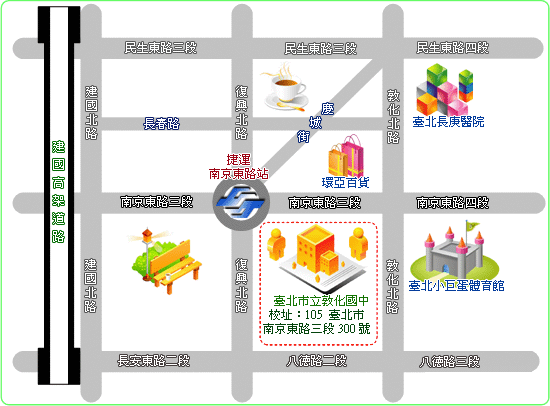 民生東路三段
民生東路三段
民生東路四段
建國北路
復興北路
敦化北路
慶城街
長春路
臺北長庚醫院
建國高架道路
捷運
南京東路站
環亞百貨
南京東路三段
南京東路三段
南京東路四段
建國北路
復興北路
敦化北路
臺北市立敦化國中
校址：105 臺北市
南京東路三段 300 號
臺北小巨蛋體育館
長安東路二段
八德路二段
八德路三段